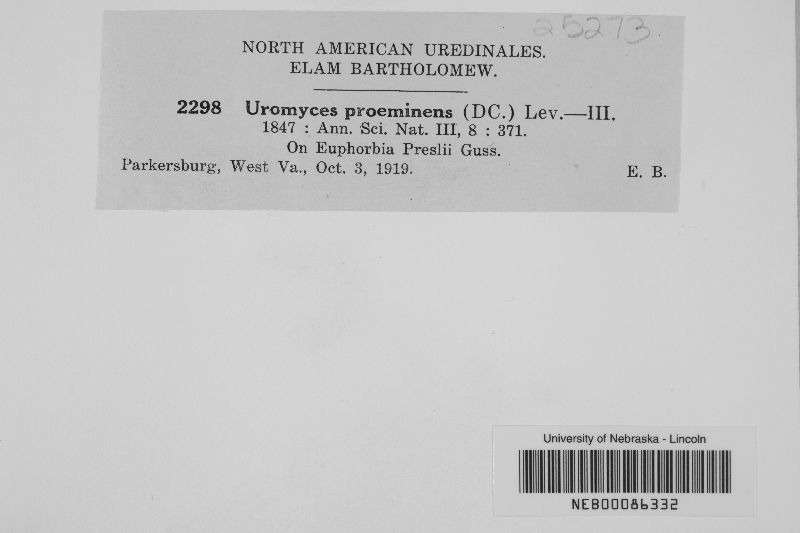 25273
NORTH AMERICAN UREDINALES.
ELAM BARTHOLOMEW.
2298 Uromyces proeminens (DC.) Lev.—III.
1847 : Ann. Sci. Nat. III, 8 : 371.
On Euphorbia Preslii Guss.
Parkersburg, West Va., Oct. 3, 1919. E. B.
University of Nebraska - Lincoln
NEB00086332